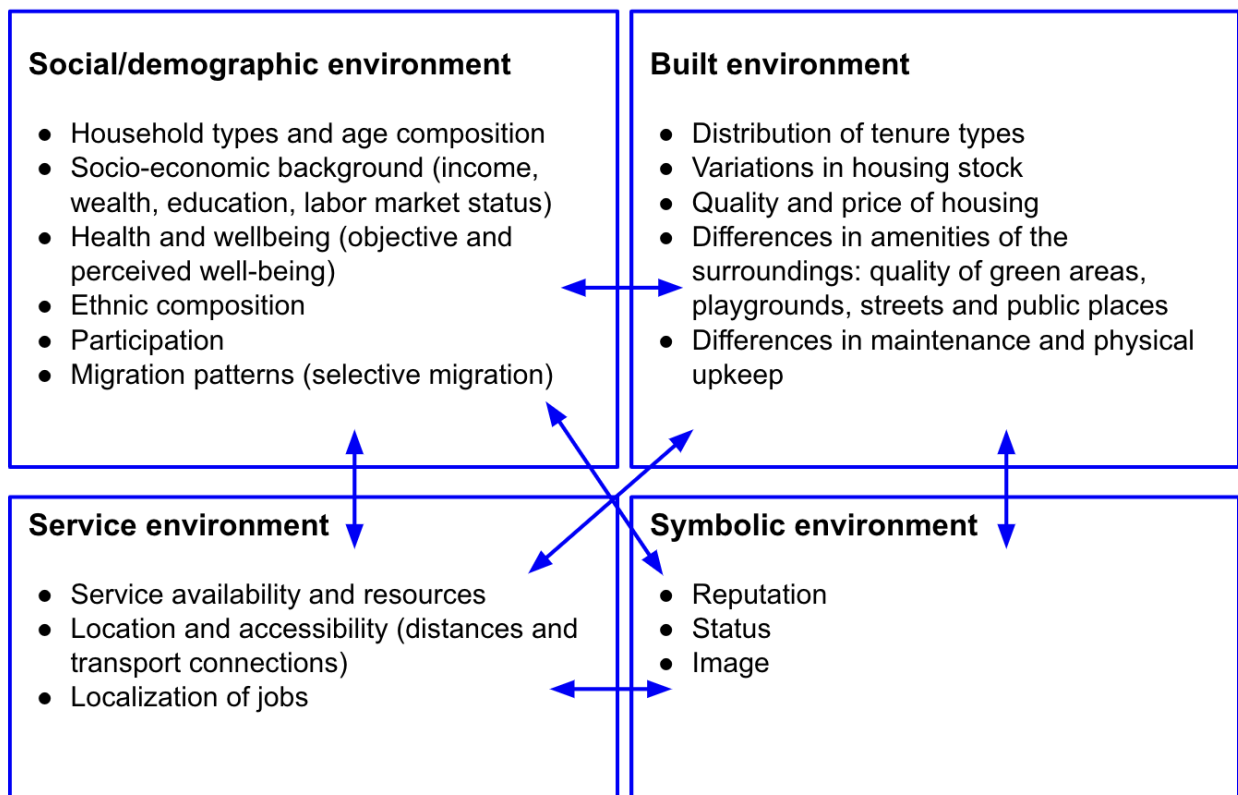 Social/demographic environment
● Household types and age composition
● Socio-economic background (income,
wealth, education, labor market status)
● Health and wellbeing (objective and
perceived well-being)
● Ethnic composition
● Participation
● Migration patterns (selective migration)
Built environment
● Distribution of tenure types
● Variations in housing stock
● Quality and price of housing
● Differences in amenities of the
surroundings: quality of green areas,
playgrounds, streets and public places
● Differences in maintenance and physical
upkeep
Service environment
● Service availability and resources
● Location and accessibility (distances and
transport connections)
● Localization of jobs
Symbolic environment
● Reputation
● Status
● Image